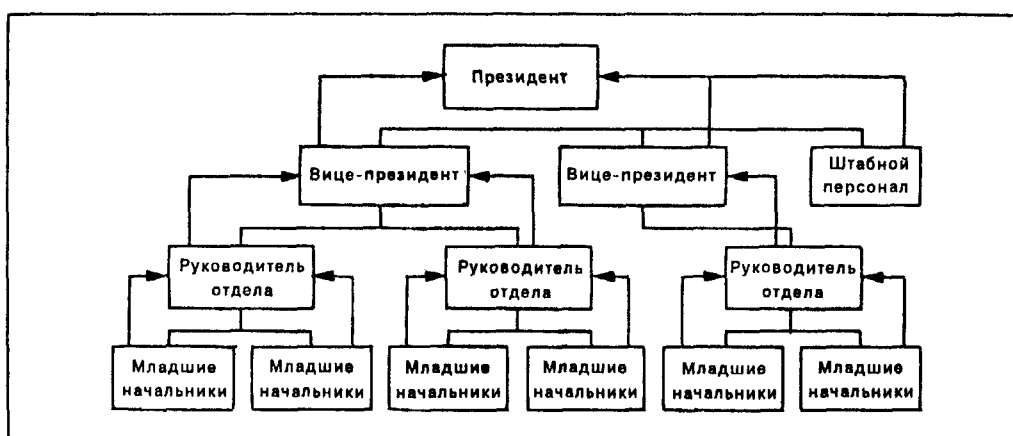 Президент
Вице-президент
Вице-президент
Штабной
персонал
Руководитель
отдела
Руководитель
отдела
Руководитель
отдела
Младшие
начальники
Младшие
начальники
Младшие
начальники
Младшие
начальники
Младшие
начальники
Младшие
начальники